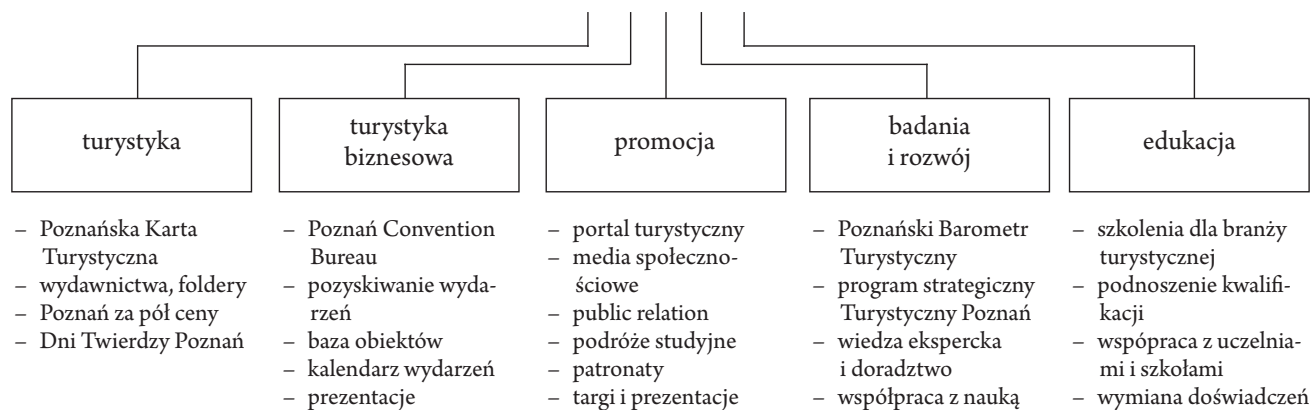 turystyka
turystyka
biznesowa
promocja
badania
i rozwój
edukacja
– Poznańska Karta
Turystyczna
– wydawnictwa, foldery
– Poznań za pół ceny
– Dni Twierdzy Poznań
– Poznań Convention
Bureau
– pozyskiwanie wyda-
rzeń
– baza obiektów
– kalendarz wydarzeń
– prezentacje
– portal turystyczny
– media społeczno-
ściowe
– public relation
– podróże studyjne
– patronaty
– targi i prezentacje
– Poznański Barometr
Turystyczny
– program strategiczny
Turystyczny Poznań
– wiedza ekspercka
i doradztwo
– współpraca z nauką
– szkolenia dla branży
turystycznej
– podnoszenie kwalifi-
kacji
– wspópraca z uczelnia-
mi i szkołami
– wymiana doświadczeń